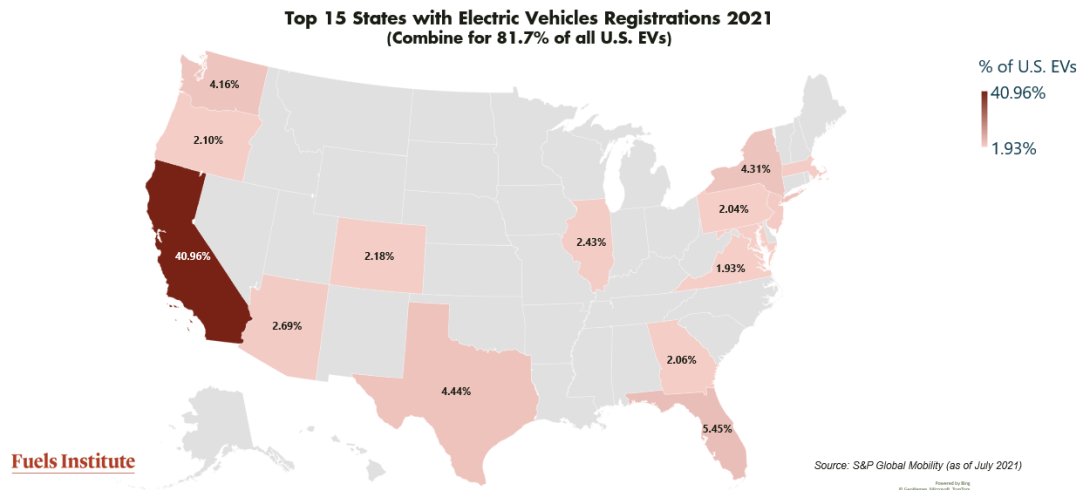 Top 15 States with Electric Vehicles Registrations 2021
(Combine for 81.7% of all U.S. EVs)
% of U.S. EVs
40.96%
1.93%
4.16%
2.10%
4.31%
2.04%
40.96%
2.43%
2.18%
1.93%
2.69%
2.06%
4.44%
5.45%
Fuels Institute
Source: S&P Global Mobility (as of July 2021)
Powered by Bing
© GeoNames, Microsoft, TomTom